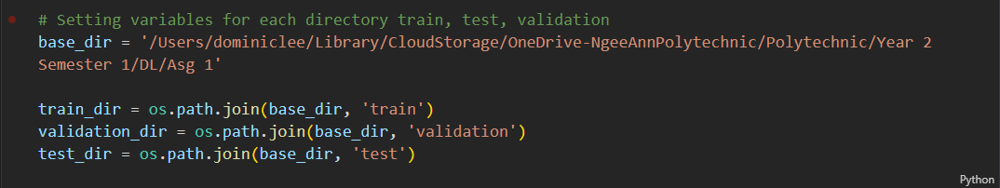 # Setting variables for each directory train, test, validation
base_dir = '/Users/dominiclee/Library/CloudStorage/OneDrive-NgeeAnnPolytechnic/Polytechnic/Year 2
Semester 1/DL/Asg 1'
train_dir = os.path.join(base_dir, 'train')
validation_dir = os.path.join(base_dir, 'validation')
test_dir = os.path.join(base_dir, 'test')
Python